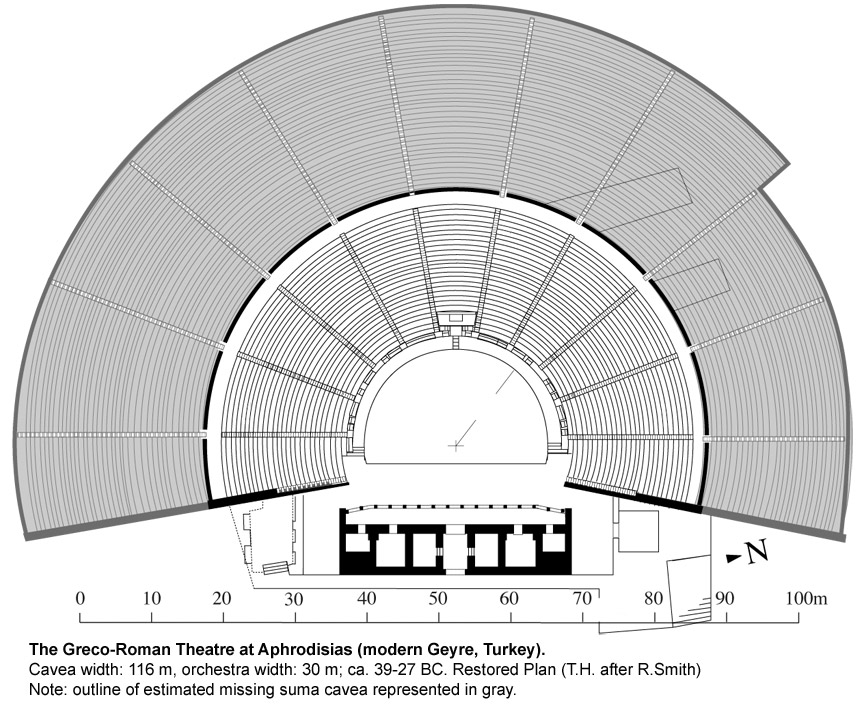 N
0 10 20 30 40 50 60 70 80 90 100m
The Greco-Roman Theatre at Aphrodisias (modern Geyre, Turkey).
Cavea width: 116 m, orchestra width: 30 m; ca. 39-27 BC. Restored Plan (T.H. after R.Smith)
Note: outline of estimated missing suma cavea represented in gray.